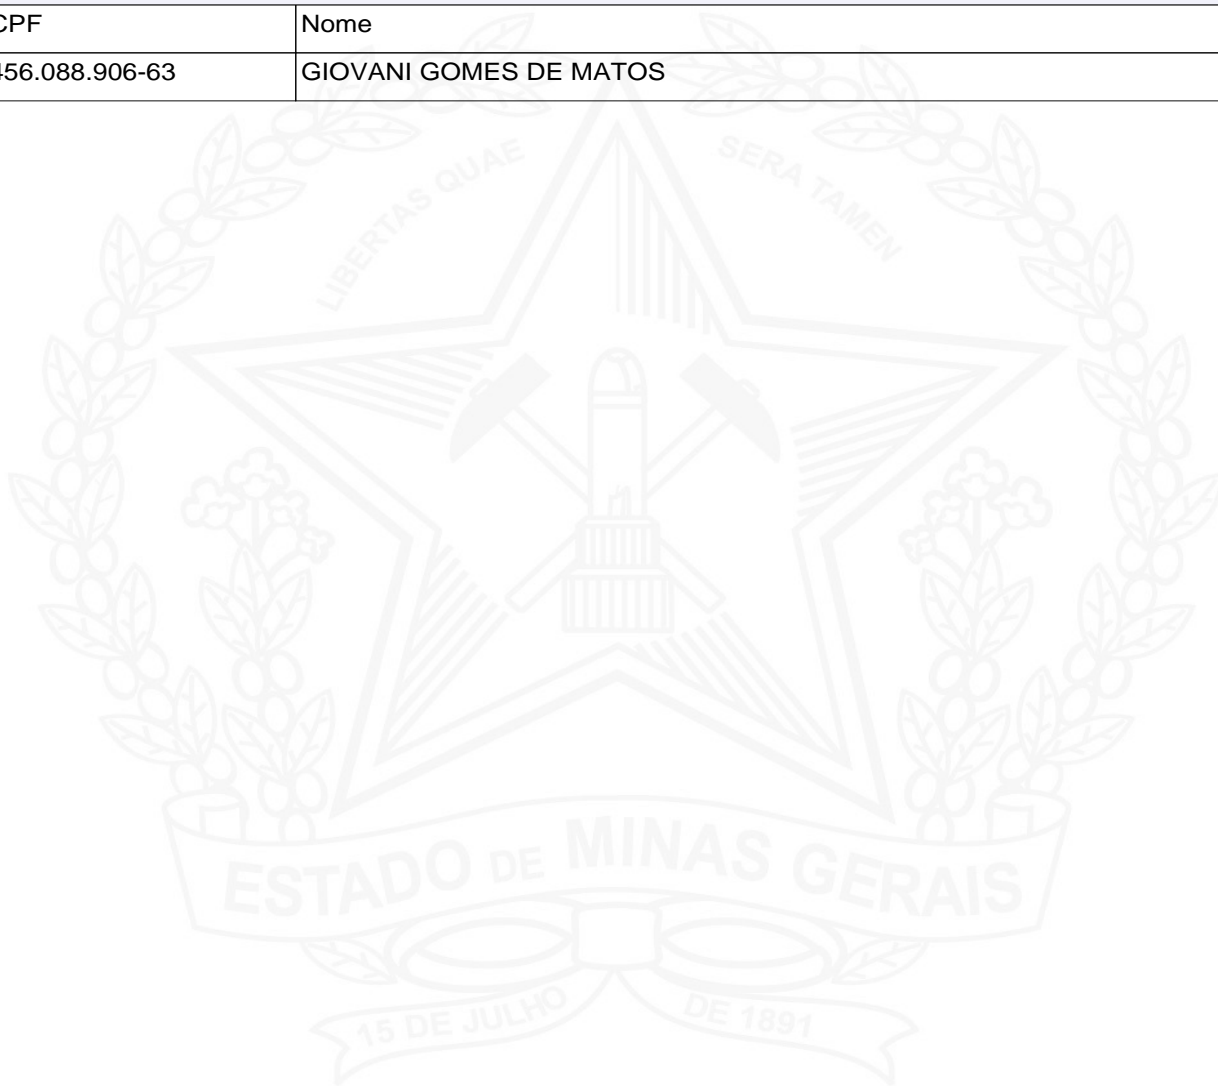 CPF Nome
456.088.906-63 GIOVANI GOMES DE MATOS
LIBERTAS QUAE SERA TAMEN
ESTADO DE MINAS GERAIS
15 DE JULHO DE 1891